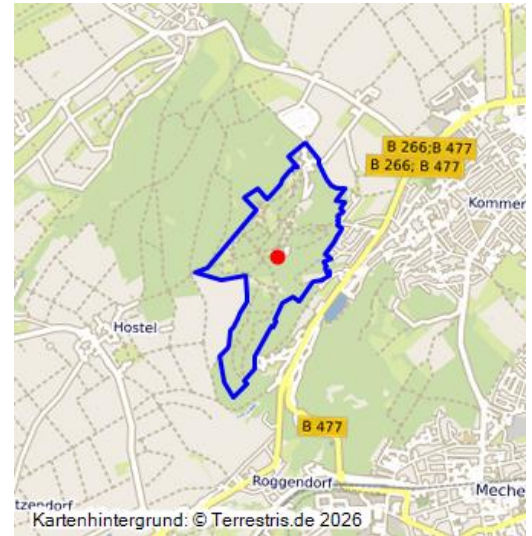 B 266;B 477
B 266; B 477
Kommer
Hostel
B 477
Roggendorf
Meche
tzendorf
Kartenhintergrund: © Terrestris.de 2026